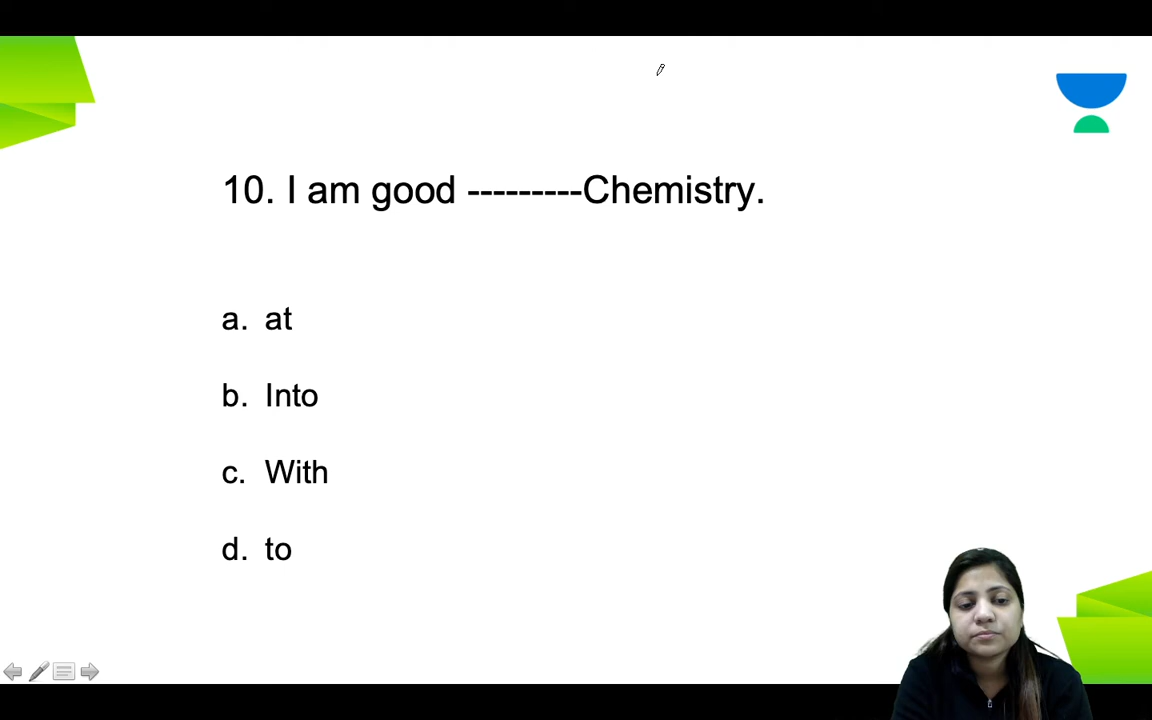 10. I am good ---------Chemistry.
a. at
b. Into
c. With
d. to